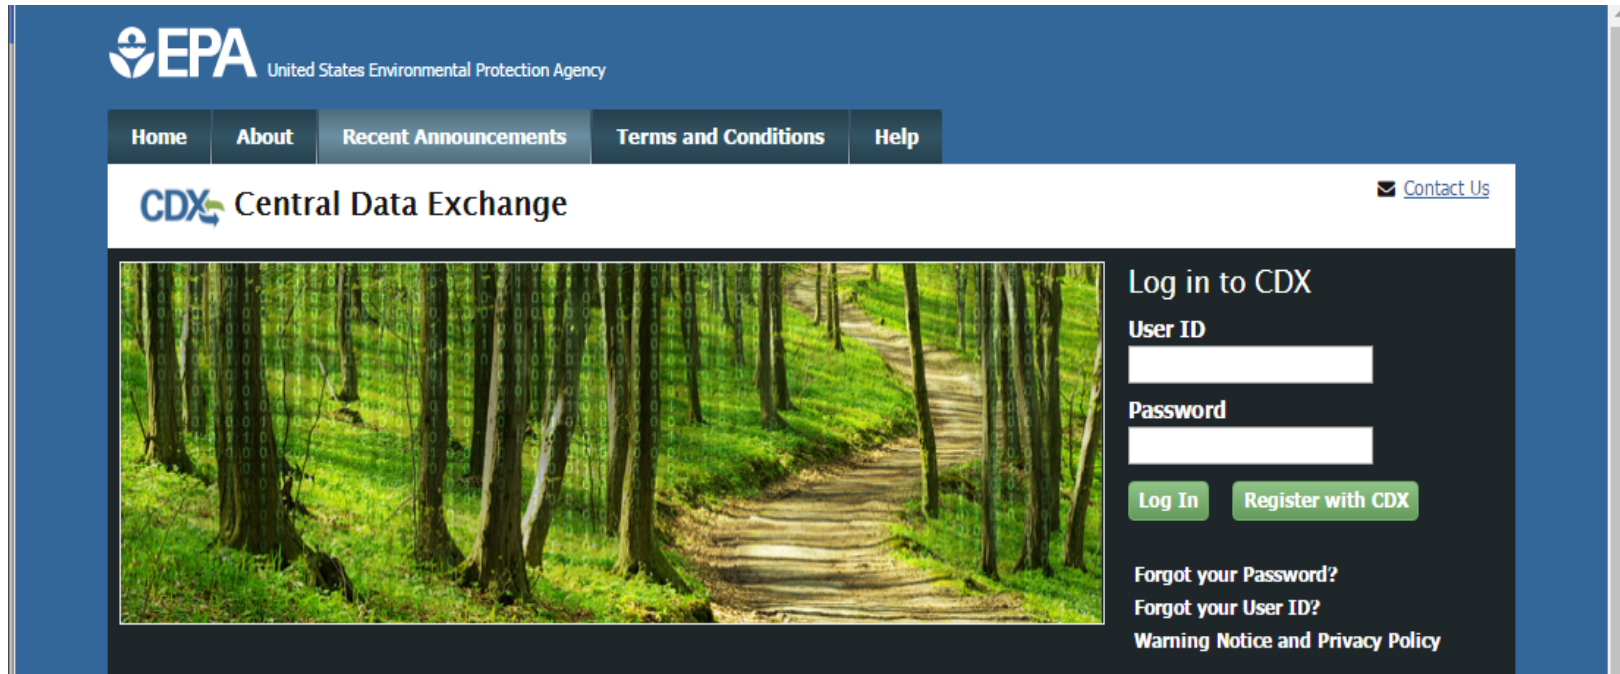 EPA United States Environmental Protection Agency
Home About Recent Announcements Terms and Conditions Help
CDX Central Data Exchange
Contact Us
Log in to CDX
User ID
Password
Log In Register with CDX
Forgot your Password?
Forgot your User ID?
Warning Notice and Privacy Policy